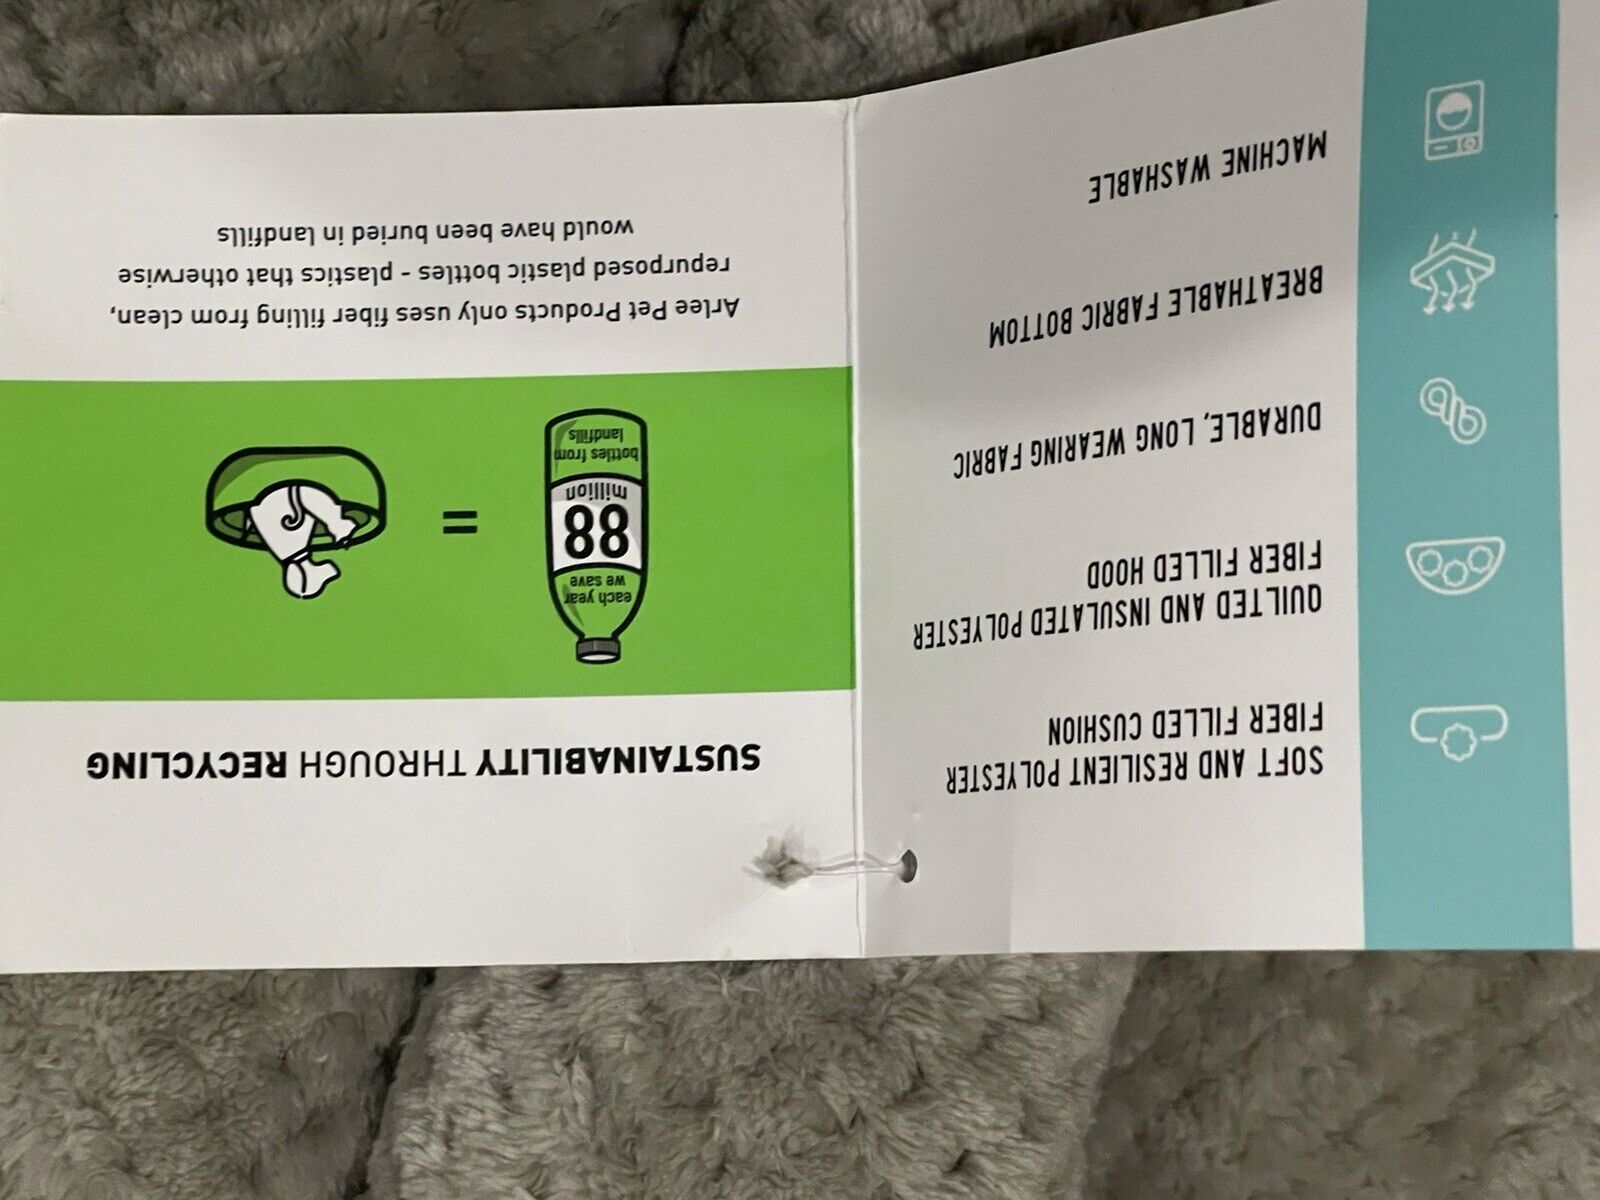 SOFT AND RESILIENT POLYESTER
FIBER FILLED CUSHION
QUILTED AND INSULATED POLYESTER
FIBER FILLED HOOD
DURABLE, LONG WEARING FABRIC
BREATHABLE FABRIC BOTTOM
MACHINE WASHABLE
SUSTAINABILITY THROUGH RECYCLING
each year
we save
88
million
bottles from
landfills
=
Arlee Pet Products only uses fiber filling from clean,
repurposed plastic bottles - plastics that otherwise
would have been buried in landfills